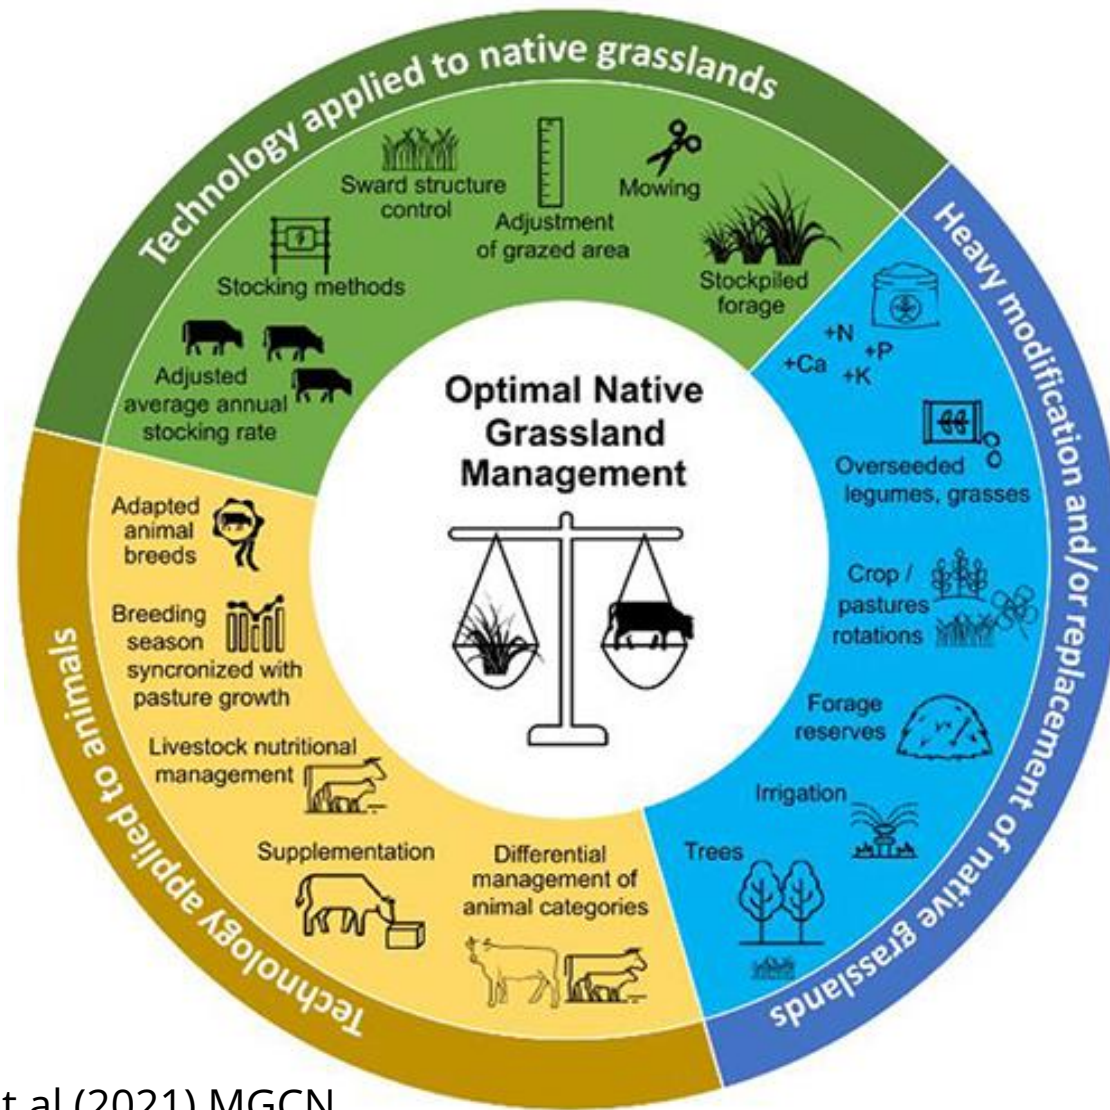 Technology applied to native grasslands
Sward structure
control
Adjustment
of grazed area
Mowing
Stockpiled
forage
Stocking methods
Adjusted
average annual
stocking rate
Heavy modification and/or replacement of native grasslands
+N
+P
+Ca
+K
Overseeded
legumes, grasses
Crop /
pastures
rotations
Forage
reserves
Irrigation
Trees
Technology applied to animals
Adapted
animal
breeds
Breeding
season
syncronized with
pasture growth
Livestock nutritional
management
Supplementation
Differential
management of
animal categories
Optimal Native
Grassland
Management
t al (2021) MGCN